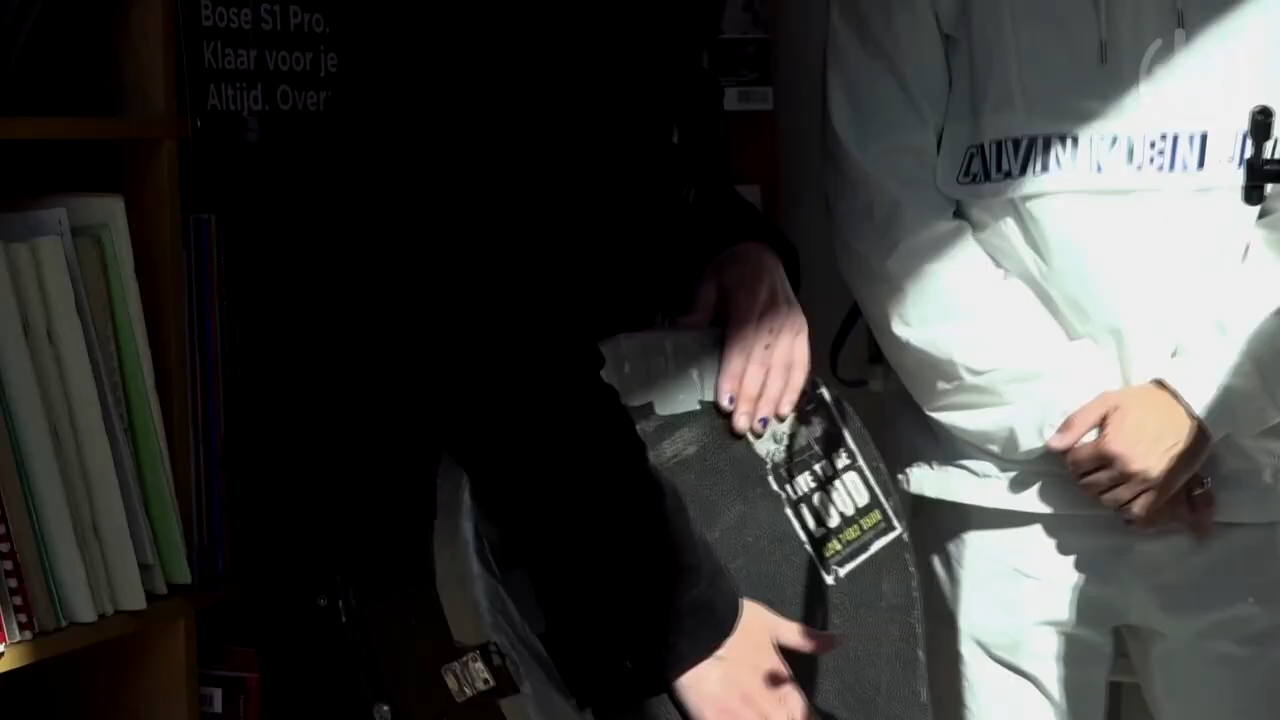 Bose S1 Pro.
Klaar voor je
Altijd. Over
CALVIN KLEIN J
LIVE TO BE
LOUD